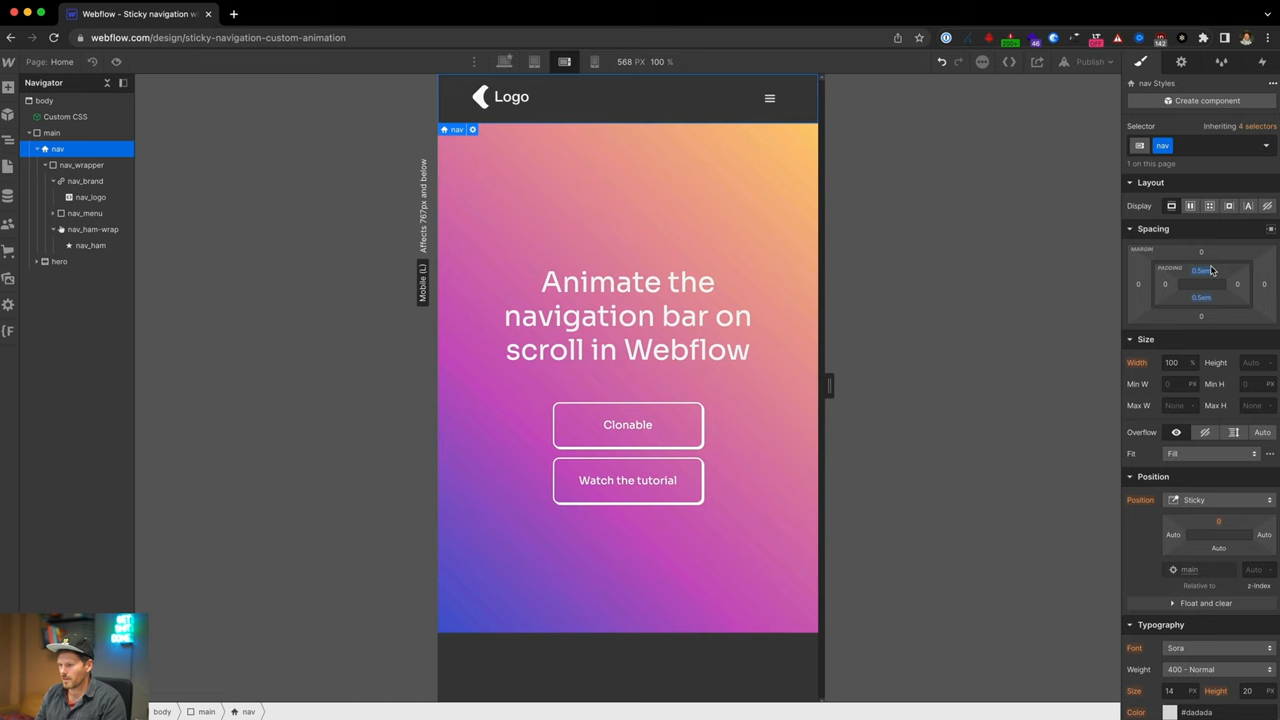 Webflow - Sticky navigation w
webflow.com/design/sticky-navigation-custom-animation
Page: Home
568 PX 100 %
Publish
Navigator
body
Custom CSS
main
nav
nav_wrapper
nav_brand
nav_logo
nav_menu
nav_ham-wrap
nav_ham
hero
Affects 767px and below
Mobile (L)
Logo
nav
Animate the
navigation bar on
scroll in Webflow
Clonable
Watch the tutorial
nav Styles
Create component
Selector
Inheriting 4 selectors
nav
1 on this page
Layout
Display
Spacing
MARGIN
0
PADDING
0.5em
0 0 0 0
0.5em
0
Size
Width 100 % Height Auto
Min W 0 PX Min H 0 PX
Max W None Max H None
Overflow Auto
Fit Fill
Position
Position Sticky
0
Auto Auto
Auto
main Auto
Relative to z-Index
Float and clear
Typography
Font Sora
Weight 400 - Normal
Size 14 PX Height 20 PX
Color #dadada
body main nav